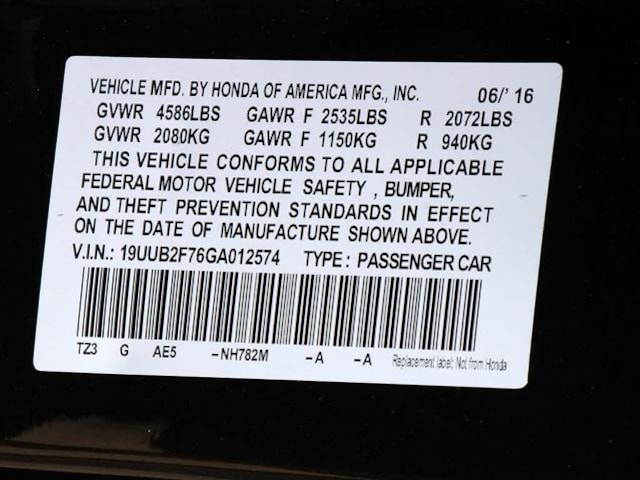 VEHICLE MFD. BY HONDA OF AMERICA MFG., INC. 06/' 16
GVWR 4586LBS GAWR F 2535LBS R 2072LBS
GVWR 2080KG GAWR F 1150KG R 940KG
THIS VEHICLE CONFORMS TO ALL APPLICABLE
FEDERAL MOTOR VEHICLE SAFETY , BUMPER,
AND THEFT PREVENTION STANDARDS IN EFFECT
ON THE DATE OF MANUFACTURE SHOWN ABOVE.
V.I.N.: 19UUB2F76GA012574 TYPE: PASSENGER CAR
TZ3 G AE5 –NH782M –A –A Replacement label: Not from Honda